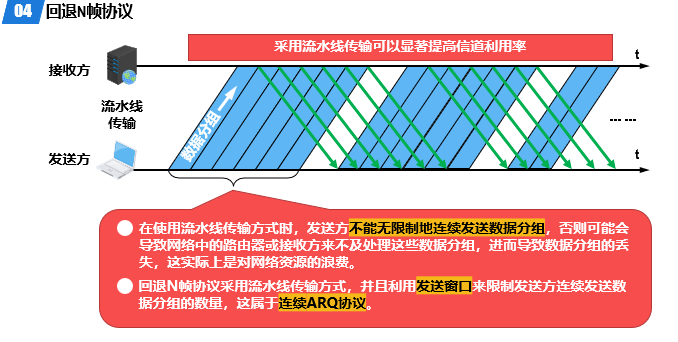 04 回退N帧协议
采用流水线传输可以显著提高信道利用率
t
接收方
流水线
传输
数据分组
... ...
发送方
t
在使用流水线传输方式时，发送方不能无限制地连续发送数据分组，否则可能会
导致网络中的路由器或接收方来不及处理这些数据分组，进而导致数据分组的丢
失，这实际上是对网络资源的浪费。
回退N帧协议采用流水线传输方式，并且利用发送窗口来限制发送方连续发送数
据分组的数量，这属于连续ARQ协议。